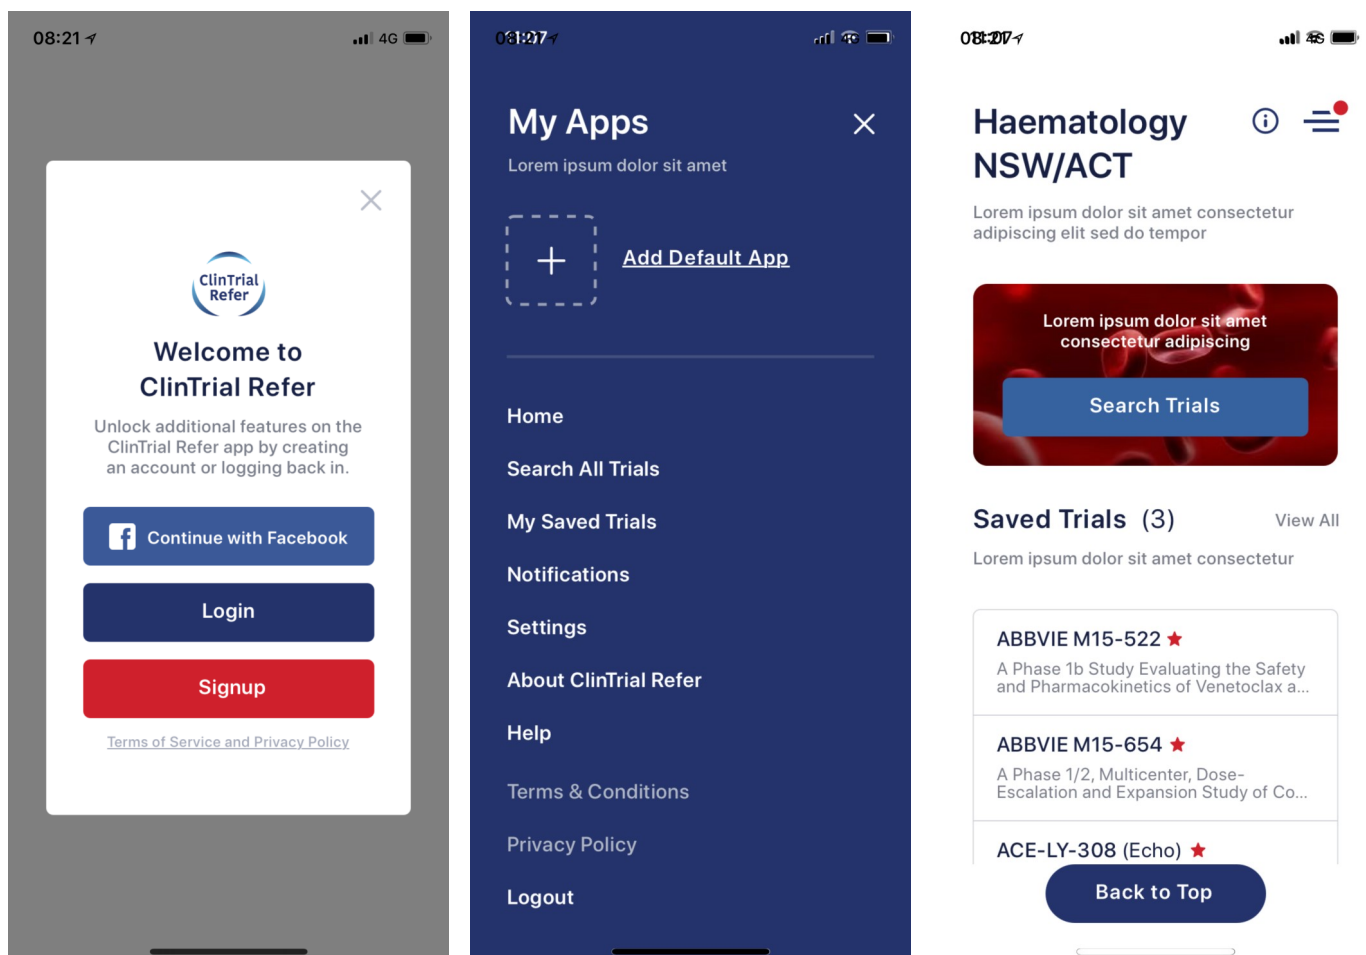 08:21
4G
ClinTrial
Refer
Welcome to
ClinTrial Refer
Unlock additional features on the
ClinTrial Refer app by creating
an account or logging back in.
Continue with Facebook
Login
Signup
Terms of Service and Privacy Policy
My Apps
Lorem ipsum dolor sit amet
Add Default App
Home
Search All Trials
My Saved Trials
Notifications
Settings
About ClinTrial Refer
Help
Terms & Conditions
Privacy Policy
Logout
Haematology
NSW/ACT
Lorem ipsum dolor sit amet consectetur
adipiscing elit sed do tempor
Lorem ipsum dolor sit amet
consectetur adipiscing
Search Trials
Saved Trials (3)
View All
Lorem ipsum dolor sit amet consectetur
ABBVIE M15-522
A Phase 1b Study Evaluating the Safety
and Pharmacokinetics of Venetoclax a...
ABBVIE M15-654
A Phase 1/2, Multicenter, Dose-
Escalation and Expansion Study of Co...
ACE-LY-308 (Echo)
Back to Top